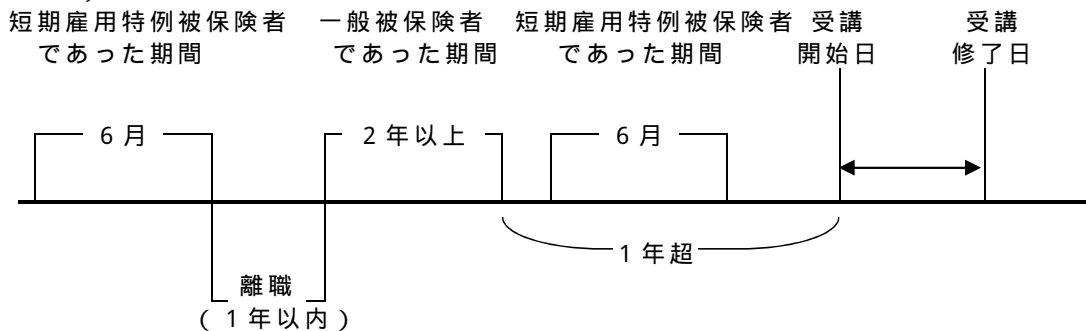 短期雇用特例被保険者 一般被保険者 短期雇用特例被保険者 受講 受講
であった期間 であった期間 であった期間 開始日 修了日
6月 2年以上 6月
1年超
離職
(1年以内)